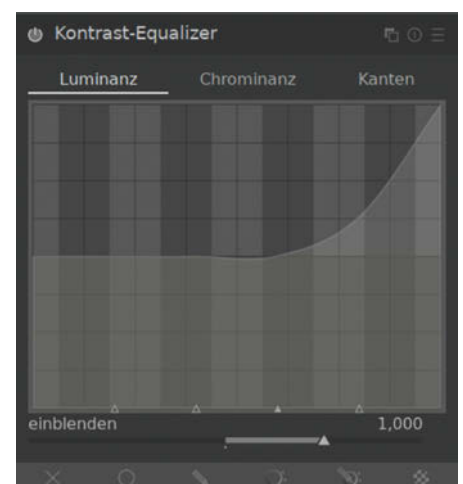 Kontrast-Equalizer
Luminanz Chrominanz Kanten
einblenden 1,000